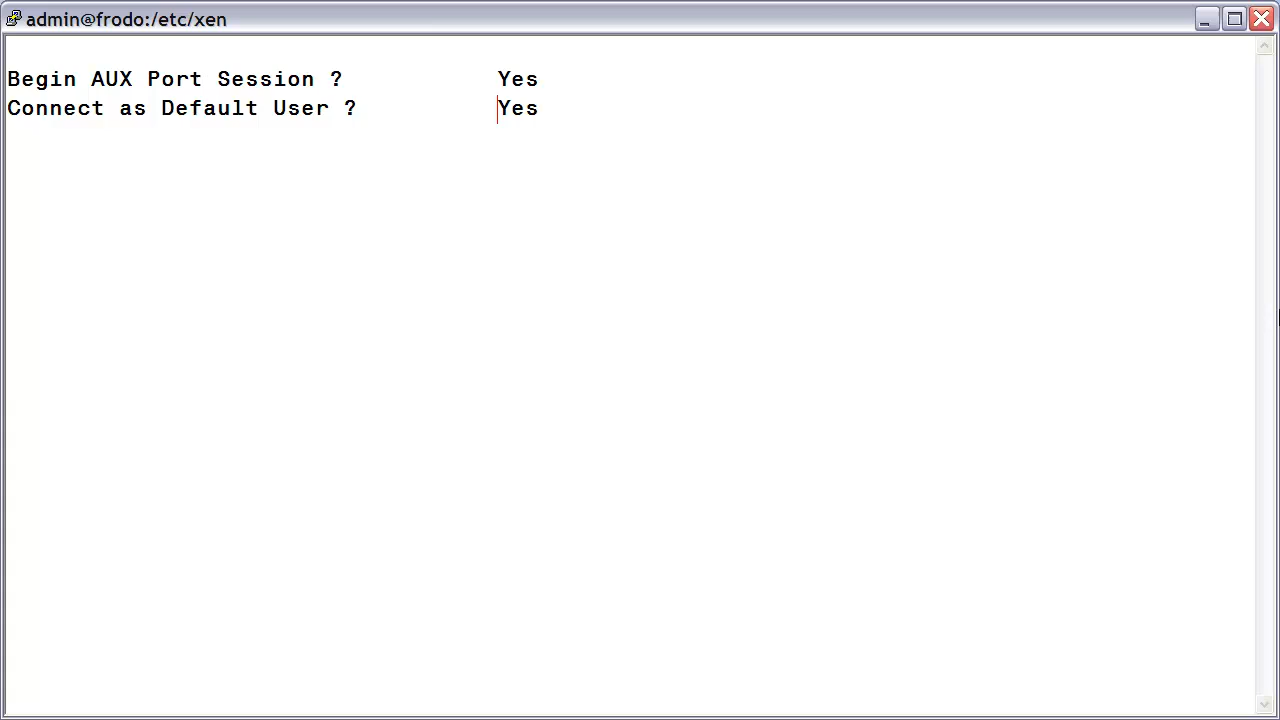 admin@frodo:/etc/xen
Begin AUX Port Session ? Yes
Connect as Default User ? Yes